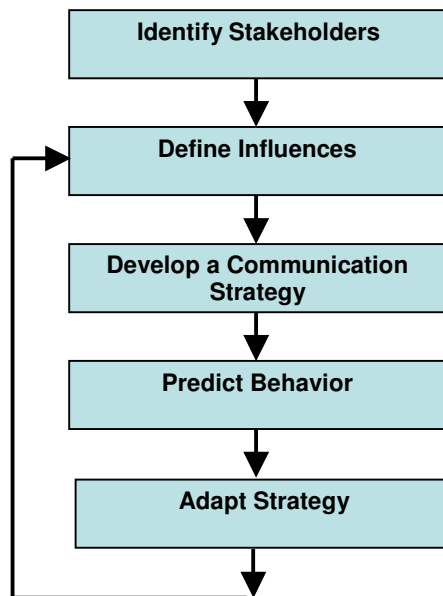 Identify Stakeholders
Define Influences
Develop a Communication
Strategy
Predict Behavior
Adapt Strategy